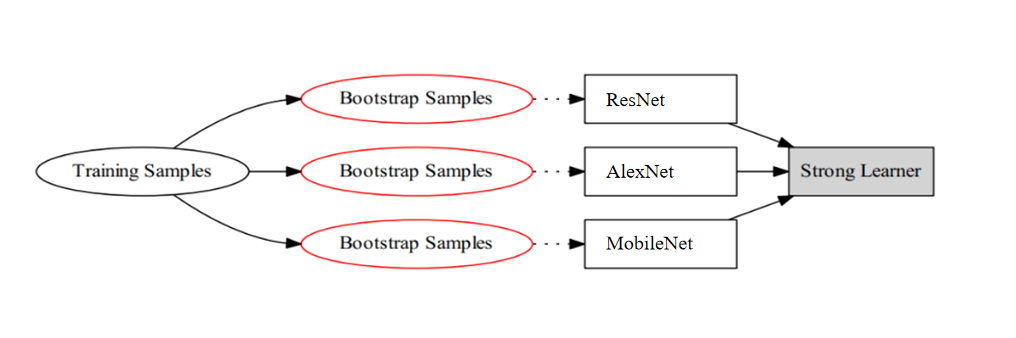 Training Samples
Bootstrap Samples
ResNet
Bootstrap Samples
AlexNet
Bootstrap Samples
MobileNet
Strong Learner